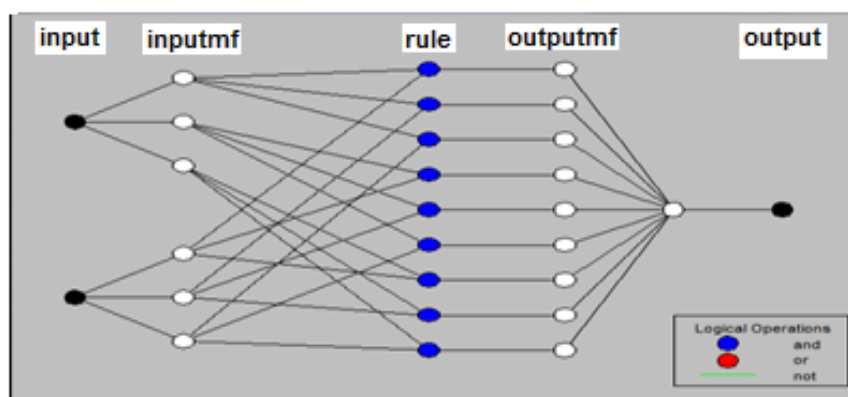 input inputmf rule outputmf output
Logical Operations
and
or
not